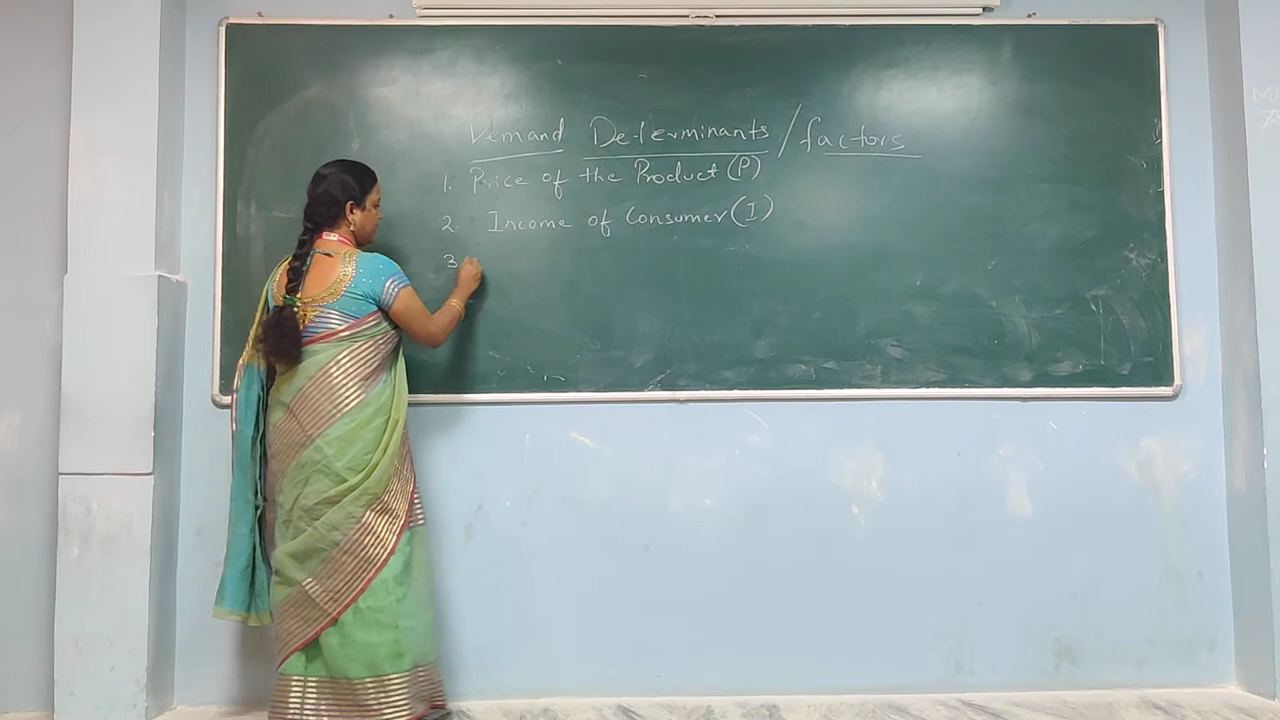 Demand Determinants / factors
1. Price of the Product (P)
2. Income of Consumer (I)
3